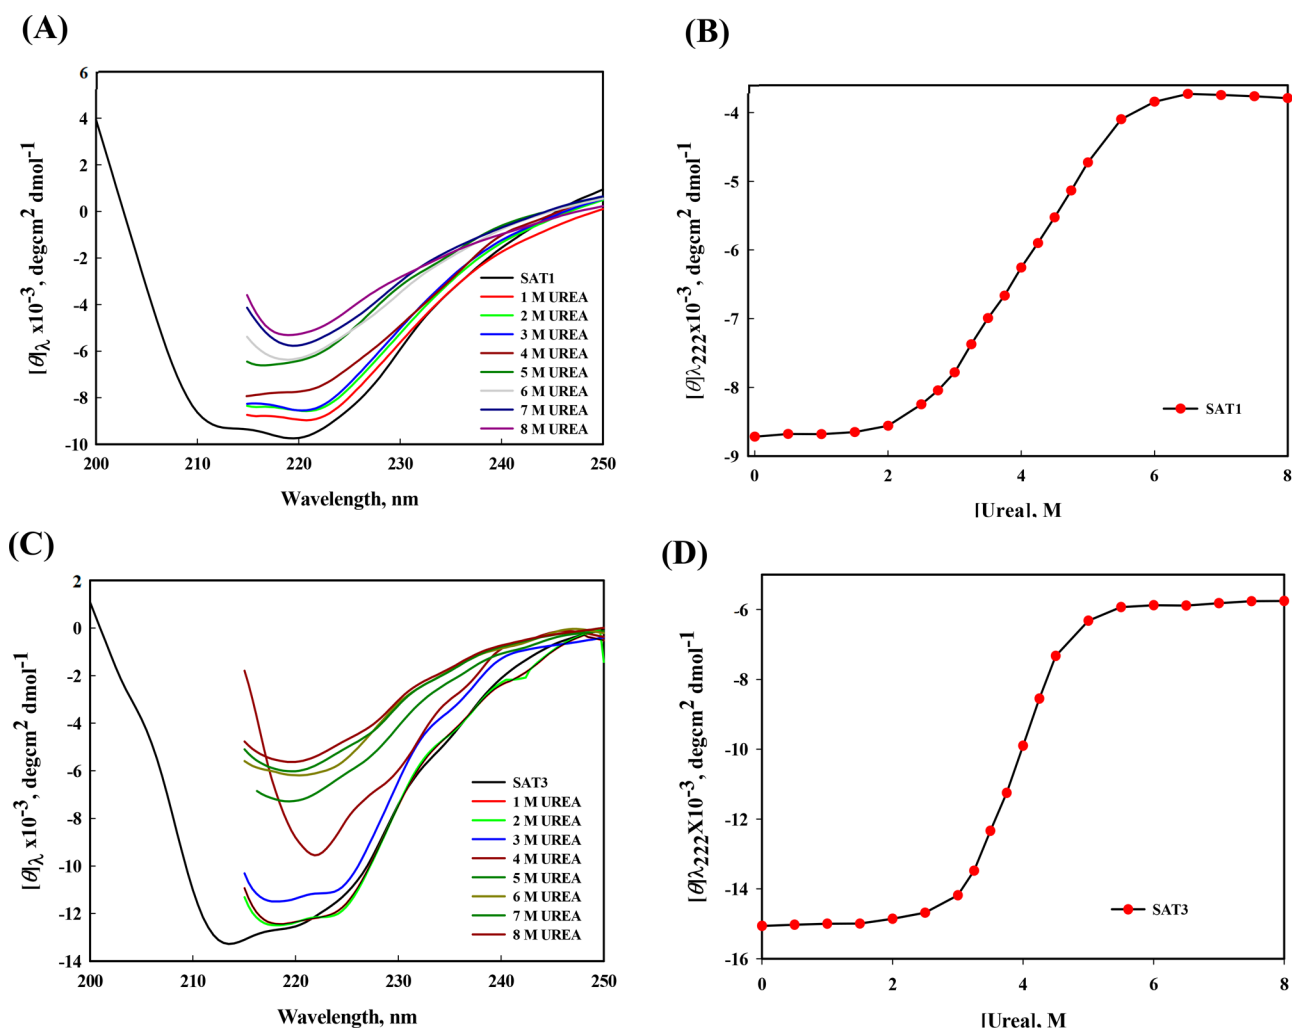 (A)
[θ]λ x10-3, degcm2 dmol-1
6
4
2
0
-2
-4
-6
-8
-10
200
210
220
230
240
250
Wavelength, nm
SAT1
1 M UREA
2 M UREA
3 M UREA
4 M UREA
5 M UREA
6 M UREA
7 M UREA
8 M UREA
(B)
[θ]λ222x10-3, degcm2 dmol-1
-4
-5
-6
-7
-8
-9
0
2
4
6
8
[Urea], M
SAT1
(C)
[θ]λ x10-3, degcm2 dmol-1
2
0
-2
-4
-6
-8
-10
-12
-14
200
210
220
230
240
250
Wavelength, nm
SAT3
1 M UREA
2 M UREA
3 M UREA
4 M UREA
5 M UREA
6 M UREA
7 M UREA
8 M UREA
(D)
[θ]λ222X10-3, degcm2 dmol-1
-6
-8
-10
-12
-14
-16
0
2
4
6
8
[Urea], M
SAT3